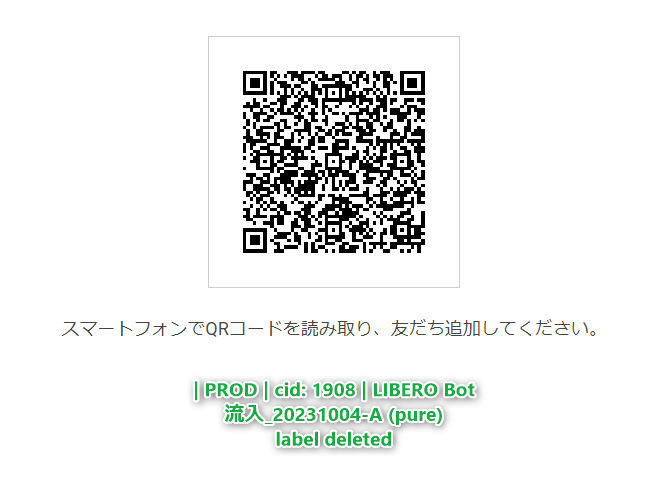 スマートフォンでQRコードを読み取り、友だち追加してください。
| PROD | cid: 1908 | LIBERO Bot
流入_20231004-A (pure)
label deleted